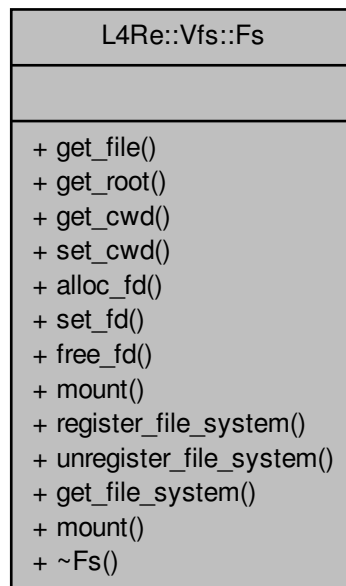 L4Re::Vfs::Fs
+ get_file()
+ get_root()
+ get_cwd()
+ set_cwd()
+ alloc_fd()
+ set_fd()
+ free_fd()
+ mount()
+ register_file_system()
+ unregister_file_system()
+ get_file_system()
+ mount()
+ ~Fs()